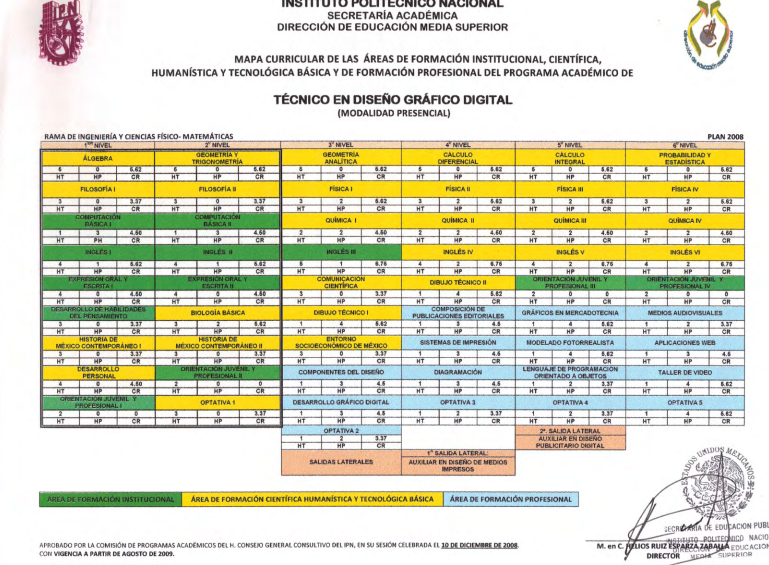 INSTITUTO POLITÉCNICO NACIONAL
SECRETARÍA ACADÉMICA
DIRECCIÓN DE EDUCACIÓN MEDIA SUPERIOR
MAPA CURRICULAR DE LAS ÁREAS DE FORMACIÓN INSTITUCIONAL, CIENTÍFICA,
HUMANÍSTICA Y TECNOLÓGICA BÁSICA Y DE FORMACIÓN PROFESIONAL DEL PROGRAMA ACADÉMICO DE
TÉCNICO EN DISEÑO GRÁFICO DIGITAL
(MODALIDAD PRESENCIAL)
RAMA DE INGENIERÍA Y CIENCIAS FÍSICO- MATEMÁTICAS PLAN 2008
1er NIVEL 2° NIVEL 3° NIVEL 4° NIVEL 5° NIVEL 6° NIVEL
ÁLGEBRA GEOMETRÍA Y TRIGONOMETRÍA GEOMETRÍA ANALÍTICA CÁLCULO DIFERENCIAL CÁLCULO INTEGRAL PROBABILIDAD Y ESTADÍSTICA
5 0 5.62 5 0 5.62 5 0 5.62 5 0 5.62 5 0 5.62 5 0 5.62
HT HP CR HT HP CR HT HP CR HT HP CR HT HP CR HT HP CR
FILOSOFÍA I FILOSOFÍA II FÍSICA I FÍSICA II FÍSICA III FÍSICA IV
3 0 3.37 3 0 3.37 3 2 5.62 3 2 5.62 3 2 5.62 3 2 5.62
HT HP CR HT HP CR HT HP CR HT HP CR HT HP CR HT HP CR
COMPUTACIÓN BÁSICA I COMPUTACIÓN BÁSICA II QUÍMICA I QUÍMICA II QUÍMICA III QUÍMICA IV
1 3 4.50 1 3 4.50 2 2 4.50 2 2 4.50 2 2 4.50 2 2 4.50
HT PH CR HT HP CR HT HP CR HT HP CR HT HP CR HT HP CR
INGLÉS I INGLÉS II INGLÉS III INGLÉS IV INGLÉS V INGLÉS VI
4 1 5.62 4 1 5.62 5 1 6.75 4 2 6.75 4 2 6.75 4 2 6.75
HT HP CR HT HP CR HT HP CR HT HP CR HT HP CR HT HP CR
EXPRESIÓN ORAL Y ESCRITA I EXPRESIÓN ORAL Y ESCRITA II COMUNICACIÓN CIENTÍFICA DIBUJO TÉCNICO II ORIENTACIÓN JUVENIL Y PROFESIONAL III ORIENTACIÓN JUVENIL Y PROFESIONAL IV
4 0 4.50 4 0 4.50 3 0 3.37 1 4 5.62 2 0 0 2 0 0
HT HP CR HT HP CR HT HP CR HT HP CR HT HP CR HT HP CR
DESARROLLO DE HABILIDADES DEL PENSAMIENTO BIOLOGÍA BÁSICA DIBUJO TÉCNICO I COMPOSICIÓN DE PUBLICACIONES EDITORIALES GRÁFICOS EN MERCADOTECNIA MEDIOS AUDIOVISUALES
3 0 3.37 3 2 5.62 1 4 5.62 1 3 4.5 1 4 5.62 1 2 3.37
HT HP CR HT HP CR HT HP CR HT HP CR HT HP CR HT HP CR
HISTORIA DE MÉXICO CONTEMPORÁNEO I HISTORIA DE MÉXICO CONTEMPORÁNEO II ENTORNO SOCIOECONÓMICO DE MÉXICO SISTEMAS DE IMPRESIÓN MODELADO FOTORREALISTA APLICACIONES WEB
3 0 3.37 3 0 3.37 3 0 3.37 1 3 4.5 1 4 5.62 1 3 4.5
HT HP CR HT HP CR HT HP CR HT HP CR HT HP CR HT HP CR
DESARROLLO PERSONAL ORIENTACIÓN JUVENIL Y PROFESIONAL II COMPONENTES DEL DISEÑO DIAGRAMACIÓN LENGUAJE DE PROGRAMACIÓN ORIENTADO A OBJETOS TALLER DE VIDEO
4 0 4.50 2 0 0 1 3 4.5 1 3 4.5 1 2 3.37 1 4 5.62
HT HP CR HT HP CR HT HP CR HT HP CR HT HP CR HT HP CR
ORIENTACIÓN JUVENIL Y PROFESIONAL I OPTATIVA 1 DESARROLLO GRÁFICO DIGITAL OPTATIVA 3 OPTATIVA 4 OPTATIVA 5
2 0 0 3 0 3.37 1 3 4.5 1 2 3.37 1 2 3.37 1 4 5.62
HT HP CR HT HP CR HT HP CR HT HP CR HT HP CR HT HP CR
OPTATIVA 2 2ª. SALIDA LATERAL
1 2 3.37 AUXILIAR EN DISEÑO
HT HP CR PUBLICITARIO DIGITAL
SALIDAS LATERALES 1ª SALIDA LATERAL:
AUXILIAR EN DISEÑO DE MEDIOS
IMPRESOS
ÁREA DE FORMACIÓN INSTITUCIONAL ÁREA DE FORMACIÓN CIENTÍFICA HUMANÍSTICA Y TECNOLÓGICA BÁSICA ÁREA DE FORMACIÓN PROFESIONAL
APROBADO POR LA COMISIÓN DE PROGRAMAS ACADÉMICOS DEL H. CONSEJO GENERAL CONSULTIVO DEL IPN, EN SU SESIÓN CELEBRADA EL 10 DE DICIEMBRE DE 2008.
CON VIGENCIA A PARTIR DE AGOSTO DE 2009.
ESTADOS UNIDOS MEXICANOS
SECRETARÍA DE EDUCACION PUBL
INSTITUTO POLITECNICO NACIO
M. en C. HELIOS RUIZ ESPARZA ZABALLA
DIRECCION EDUCACION
DIRECTOR
MEDIA SUPERIOR